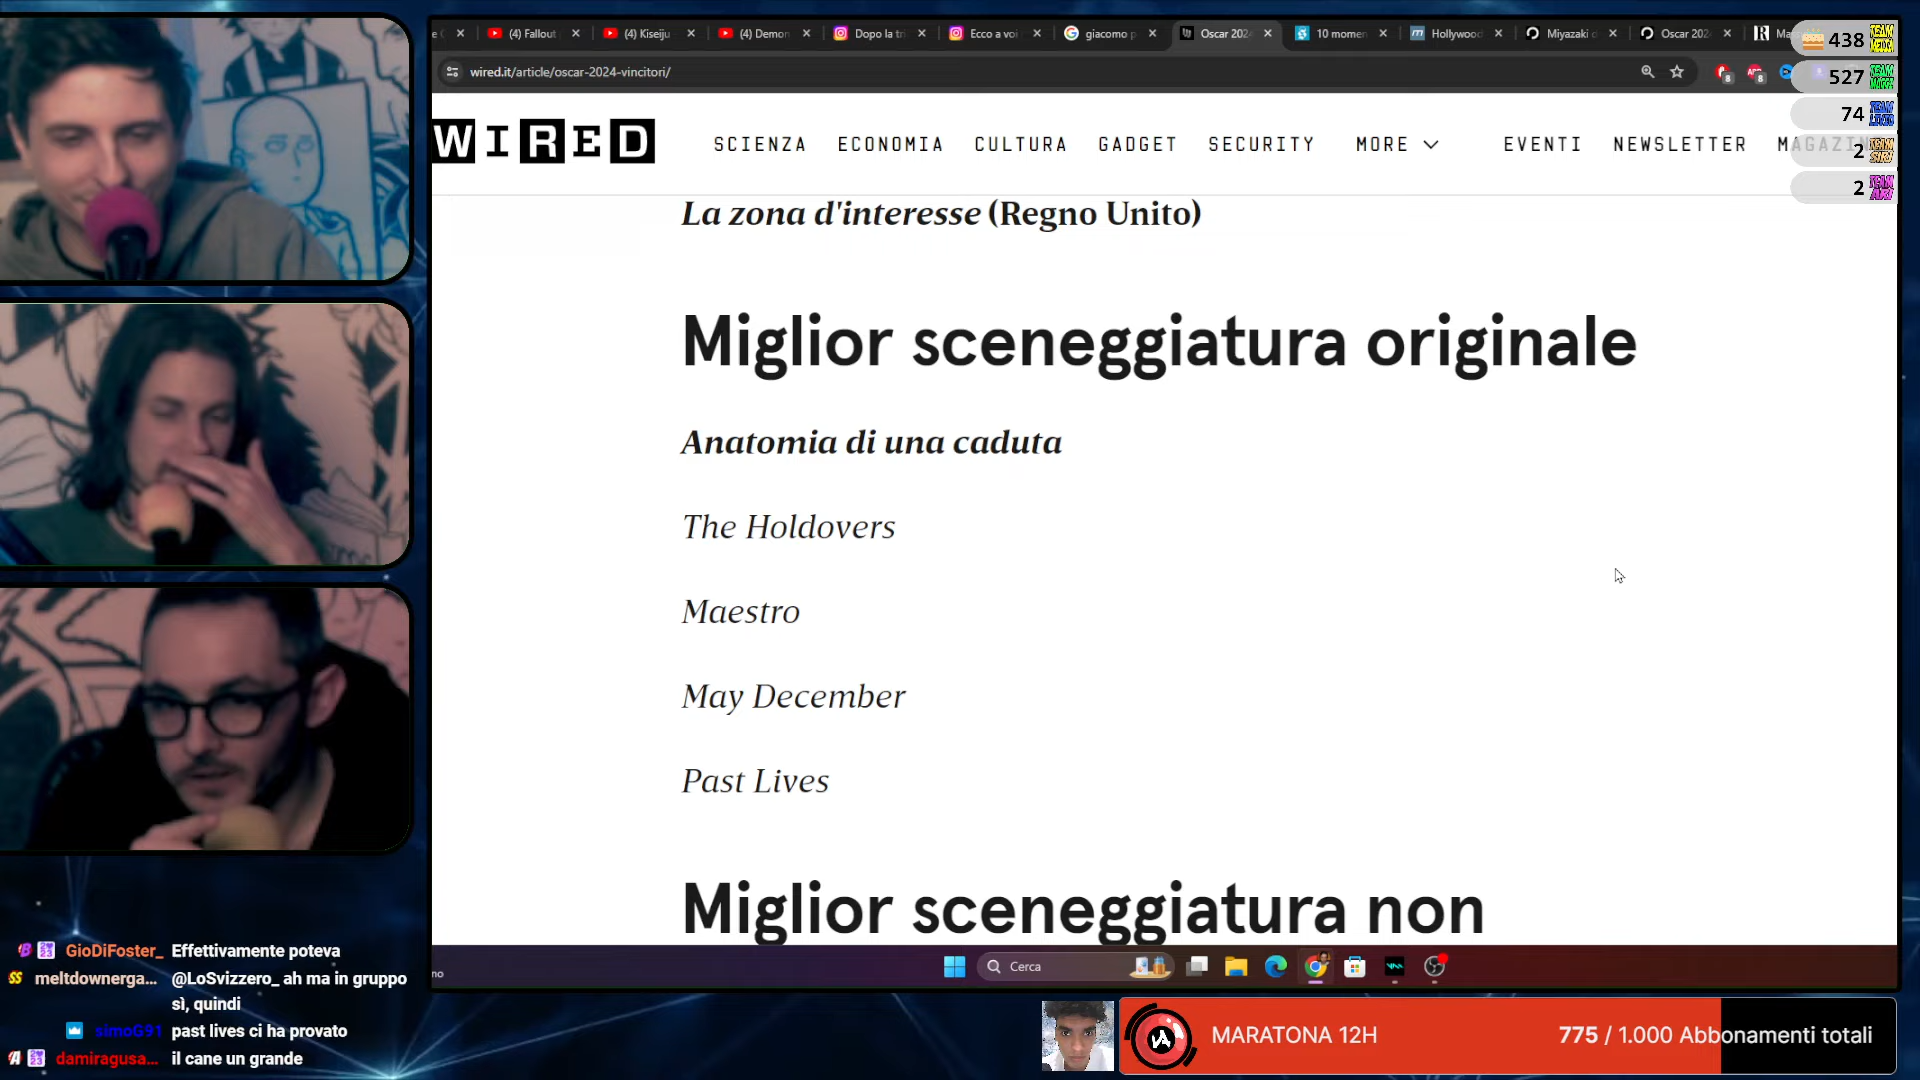 (4) Fallout
(4) Kiseiju -
(4) Demon
Dopo la tr
Ecco a voi
giacomo p
Oscar 202
10 momen
Hollywood
Miyazaki
Oscar 202
wired.it/article/oscar-2024-vincitori/
438
527
74
2
2
WIRED
SCIENZA ECONOMIA CULTURA GADGET SECURITY MORE EVENTI NEWSLETTER
La zona d'interesse (Regno Unito)
Miglior sceneggiatura originale
Anatomia di una caduta
The Holdovers
Maestro
May December
Past Lives
Miglior sceneggiatura non
no
Cerca
GioDiFoster_ Effettivamente poteva
meltdownerga... @LoSvizzero_ ah ma in gruppo
sì, quindi
simoG91 past lives ci ha provato
damiragusa... il cane un grande
MARATONA 12H 775 / 1.000 Abbonamenti totali